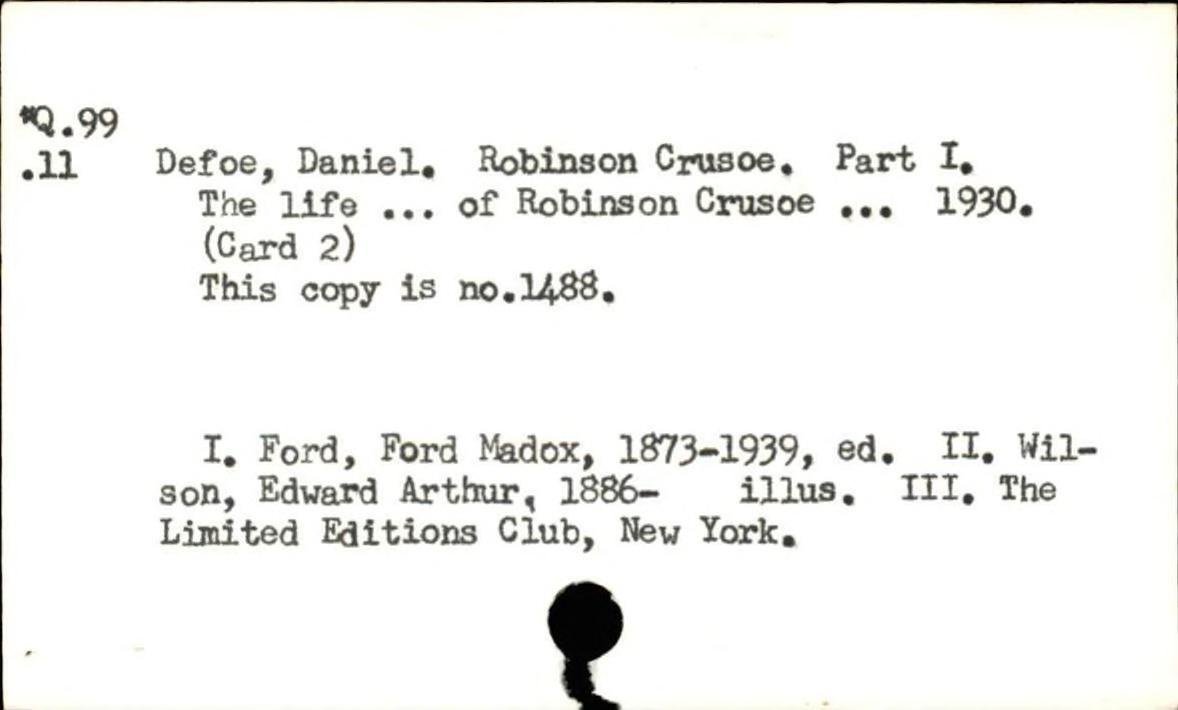 *Q.99
.11 Defoe, Daniel. Robinson Crusoe. Part I.
The life ... of Robinson Crusoe ... 1930.
(Card 2)
This copy is no.1488.
I. Ford, Ford Madox, 1873-1939, ed. II. Wil-
son, Edward Arthur, 1886- illus. III. The
Limited Editions Club, New York.